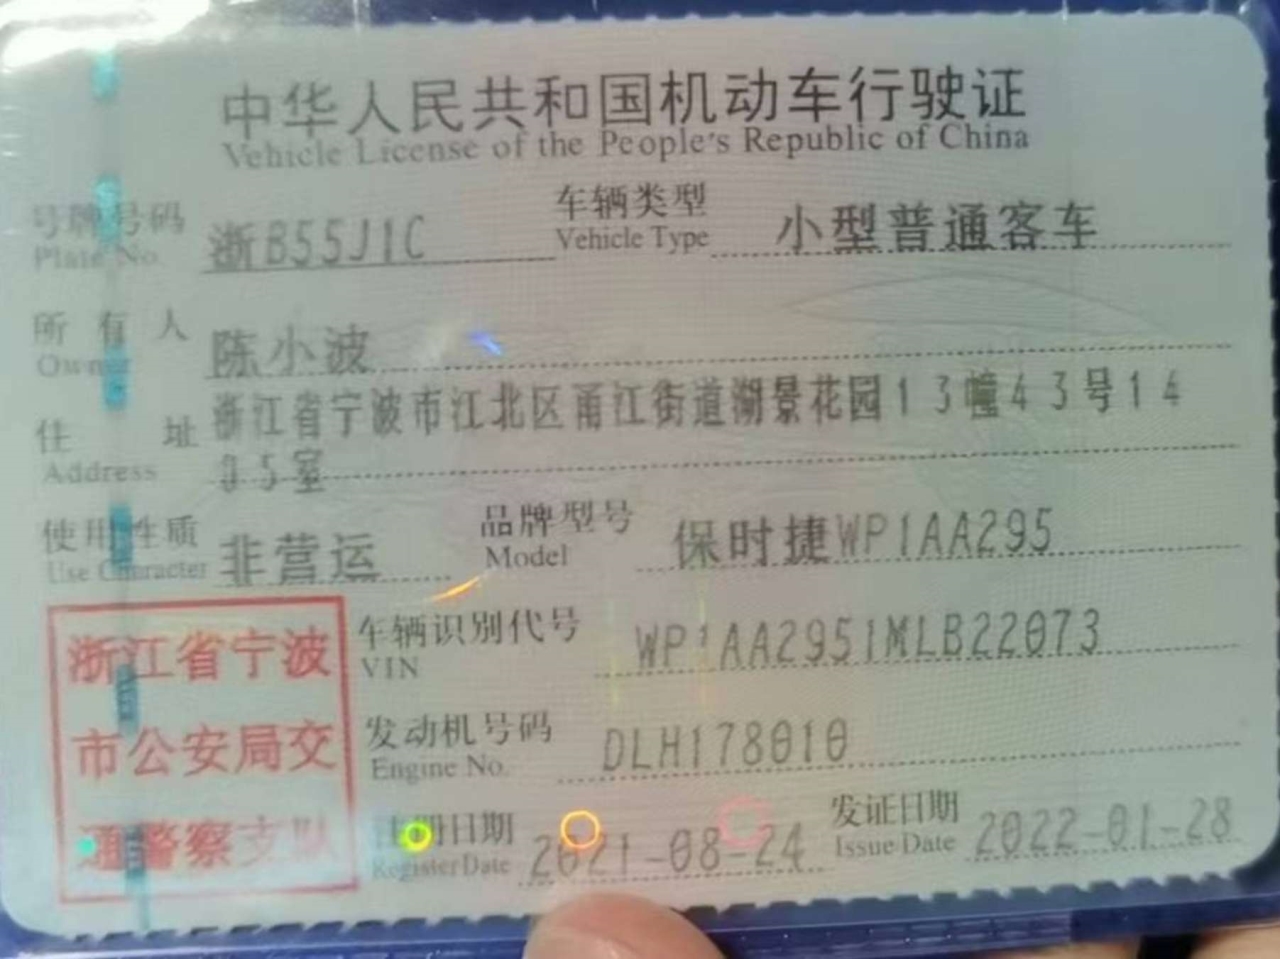 中华人民共和国机动车行驶证
Vehicle License of the People's Republic of China
号牌号码 浙B55J1C 车辆类型 小型普通客车
Plate No. Vehicle Type
所有人 陈小波
Owner
住址 浙江省宁波市江北区甬江街道湖景花园13幢43号14
Address 05室
使用性质 非营运 品牌型号 保时捷WP1AA295
Use Character Model
浙江省宁波
市公安局交
通警察支队
车辆识别代号 WP1AA2951MLB22073
VIN
发动机号码 DLH178010
Engine No.
注册日期 2021-08-24 发证日期 2022-01-28
Register Date Issue Date